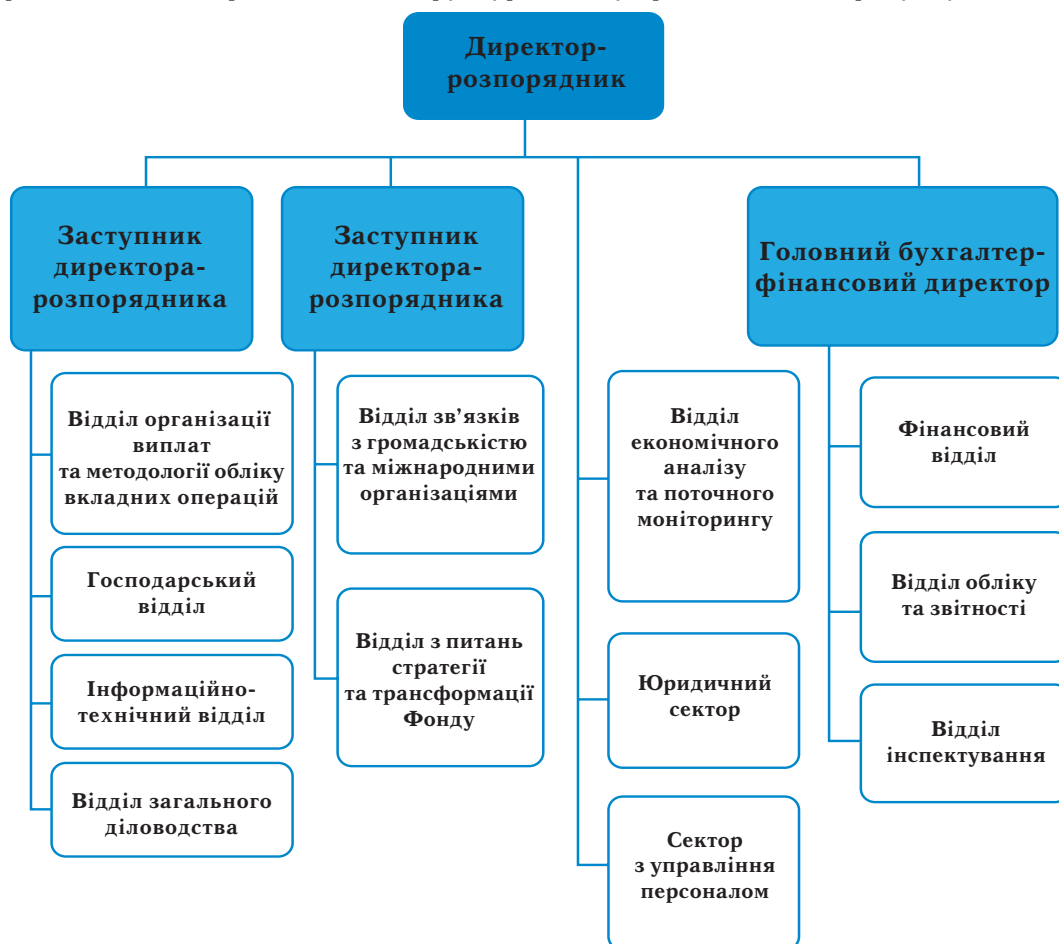 Директор-
розпорядник
Заступник
директора-
розпорядника
Заступник
директора-
розпорядника
Головний бухгалтер-
фінансовий директор
Відділ організації
виплат
та методології обліку
вкладних операцій
Господарський
відділ
Інформаційно-
технічний відділ
Відділ загального
діловодства
Відділ зв’язків
з громадськістю
та міжнародними
організаціями
Відділ з питань
стратегії
та трансформації
Фонду
Відділ
економічного
аналізу
та поточного
моніторингу
Юридичний
сектор
Сектор
з управління
персоналом
Фінансовий
відділ
Відділ обліку
та звітності
Відділ
інспектування